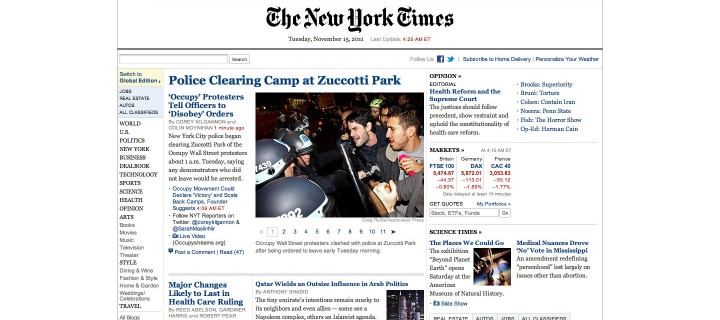 The New York Times
Tuesday, November 15, 2011 Last Update: 4:25 AM ET
Search
Follow Us
Subscribe to Home Delivery | Personalize Your Weather
Switch to
Global Edition
JOBS
REAL ESTATE
AUTOS
ALL CLASSIFIEDS
WORLD
U.S.
POLITICS
NEW YORK
BUSINESS
DEALBOOK
TECHNOLOGY
SPORTS
SCIENCE
HEALTH
OPINION
ARTS
Books
Movies
Music
Television
Theater
STYLE
Dining & Wine
Fashion & Style
Home & Garden
Weddings/
Celebrations
TRAVEL
All Blogs
Police Clearing Camp at Zuccotti Park
‘Occupy’ Protesters
Tell Officers to
‘Disobey’ Orders
By COREY KILGANNON and
COLIN MOYNIHAN 1 minute ago
New York City police began
clearing Zuccotti Park of the
Occupy Wall Street protesters
about 1 a.m. Tuesday, saying
any demonstrators who did
not leave would be arrested.
Occupy Movement Could
Declare 'Victory' and Scale
Back Camps, Founder
Suggests 4:06 AM ET
Follow NYT Reporters on
Twitter: @coreykilgannon &
@SarahMaslinNir
Live Video
(Occupystreams.org)
Post a Comment | Read (47)
1 2 3 4 5 6 7 8 9 10 11
Occupy Wall Street protesters clashed with police at Zuccotti Park
after being ordered to leave early Tuesday morning.
Major Changes
Likely to Last in
Health Care Ruling
By REED ABELSON, GARDINER
HARRIS and ROBERT PEAR
Qatar Wields an Outsize Influence in Arab Politics
By ANTHONY SHADID
The tiny emirate's intentions remain murky to
its neighbors and even allies — some see a
Napoleon complex, others an Islamist agenda.
OPINION »
EDITORIAL
Health Reform and the
Supreme Court
The justices should follow
precedent, show restraint and
uphold the constitutionality of
health care reform.
Brooks: Superiority
Bruni: Torture
Cohen: Contain Iran
Nocera: Penn State
Fish: The Horror Show
Op-Ed: Herman Cain
MARKETS »
At 4:10 AM ET
Britain Germany France
FTSE 100 DAX CAC 40
5,474.67 5,872.01 3,053.83
−44.37 −113.01 −55.12
−0.80% −1.89% −1.77%
Data delayed at least 15 minutes
GET QUOTES My Portfolios »
Stock, ETFs, Funds Go
SCIENCE TIMES »
The Places We Could Go
The exhibition
“Beyond Planet
Earth” opens
Saturday at the
American
Museum of Natural History.
Slide Show
Medical Nuances Drove
‘No’ Vote in Mississippi
An amendment redefining
“personhood” last largely on
issues other than abortion.
REAL ESTATE AUTOS JOBS ALL CLASSIFIEDS